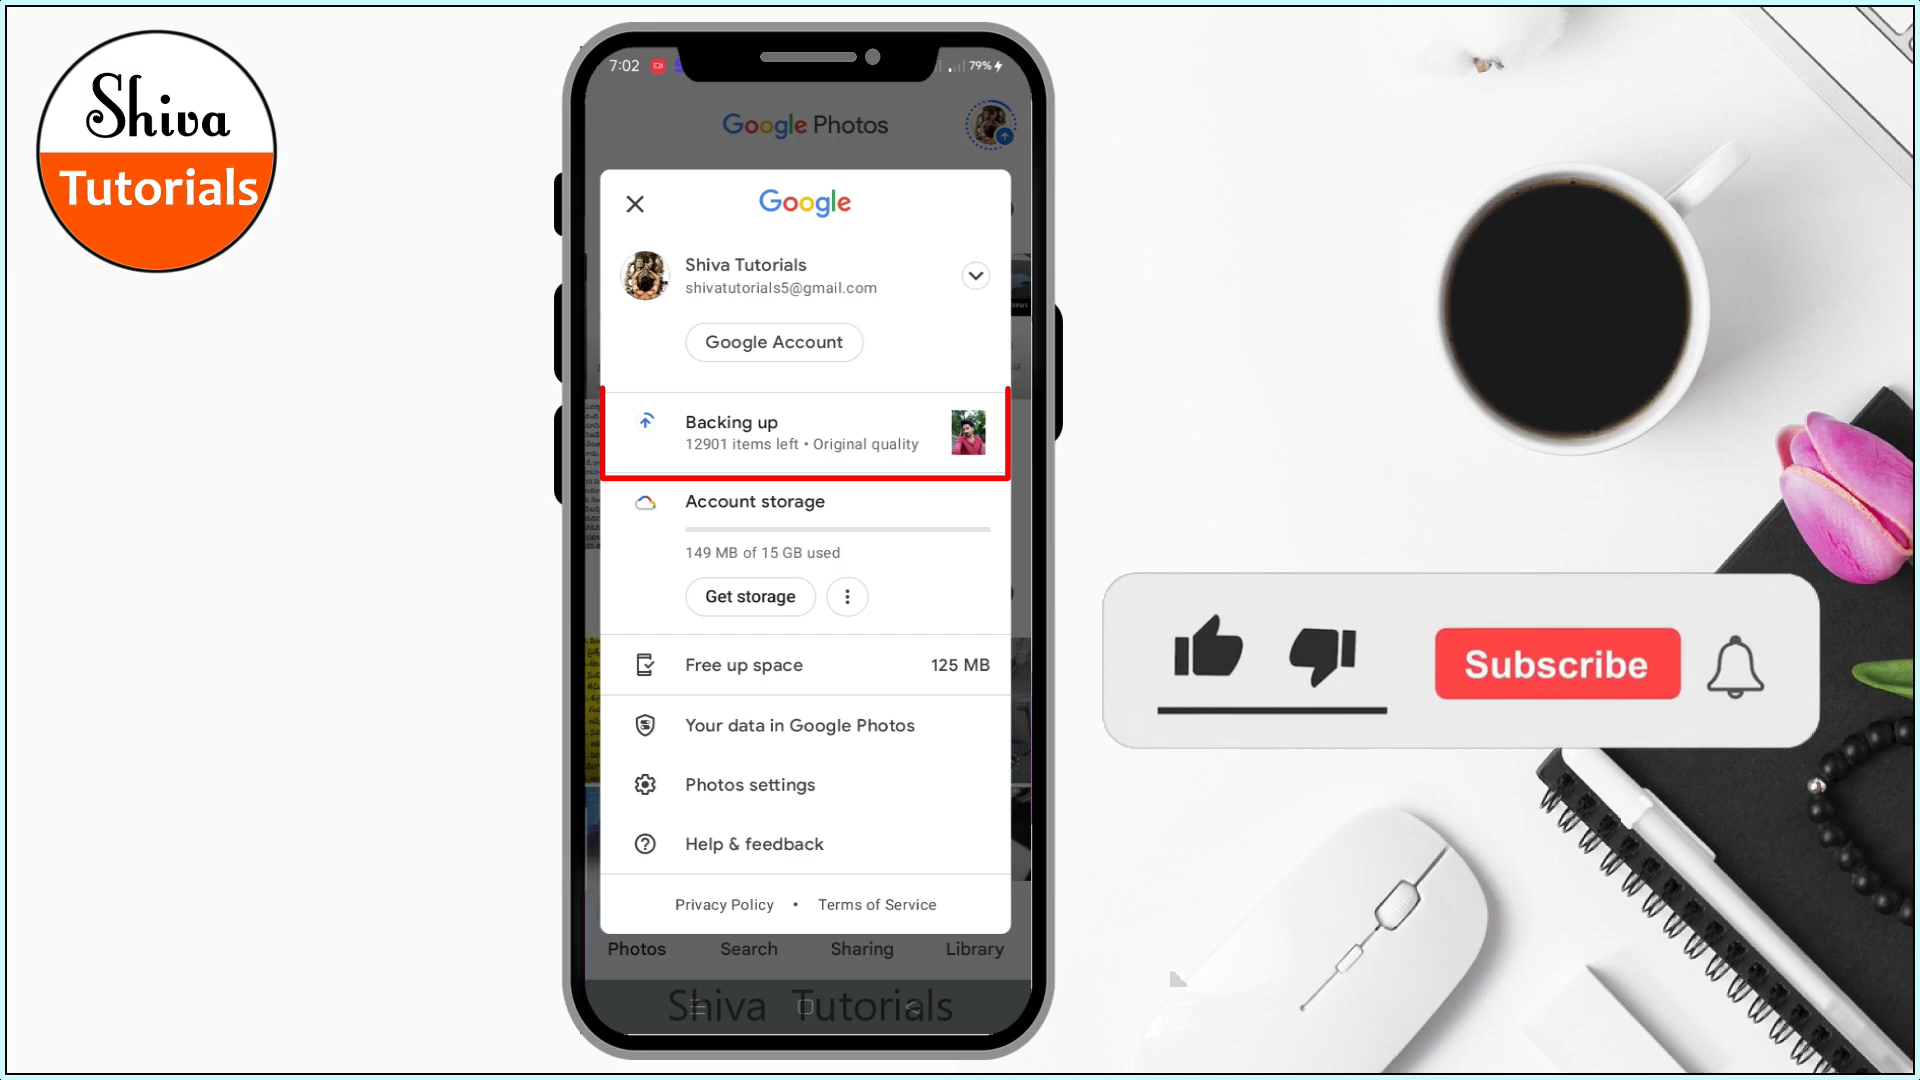 Shiva
Tutorials
7:02
79%
Google Photos
Google
Shiva Tutorials
shivatutorials5@gmail.com
Google Account
Backing up
12901 items left • Original quality
Account storage
149 MB of 15 GB used
Get storage
Free up space 125 MB
Your data in Google Photos
Photos settings
Help & feedback
Privacy Policy • Terms of Service
Photos Search Sharing Library
Shiva Tutorials
Subscribe